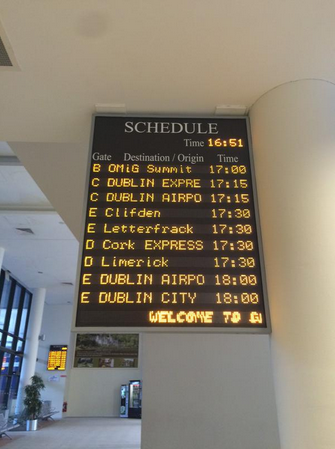 SCHEDULE
Time 16:51
Gate Destination / Origin Time
B OMiG Summit 17:00
C DUBLIN EXPRE 17:15
C DUBLIN AIRPO 17:15
E Clifden 17:30
E Letterfrack 17:30
D Cork EXPRESS 17:30
D Limerick 17:30
E DUBLIN AIRPO 18:00
E DUBLIN CITY 18:00
WELCOME TO